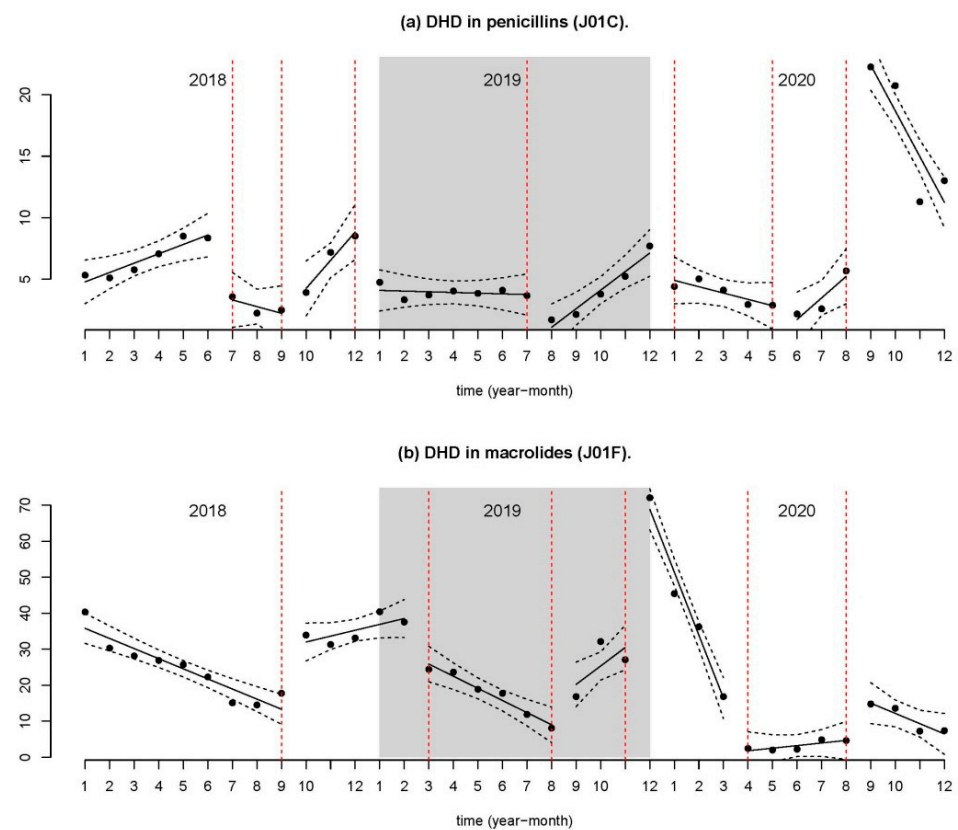 (a) DHD in penicillins (J01C).
2018 2019 2020
20
15
10
5
1 2 3 4 5 6 7 8 9 10 12 1 2 3 4 5 6 7 8 9 10 12 1 2 3 4 5 6 7 8 9 10 12
time (year−month)
(b) DHD in macrolides (J01F).
70
2018 2019 2020
60
50
40
30
20
10
0
1 2 3 4 5 6 7 8 9 10 12 1 2 3 4 5 6 7 8 9 10 12 1 2 3 4 5 6 7 8 9 10 12
time (year−month)